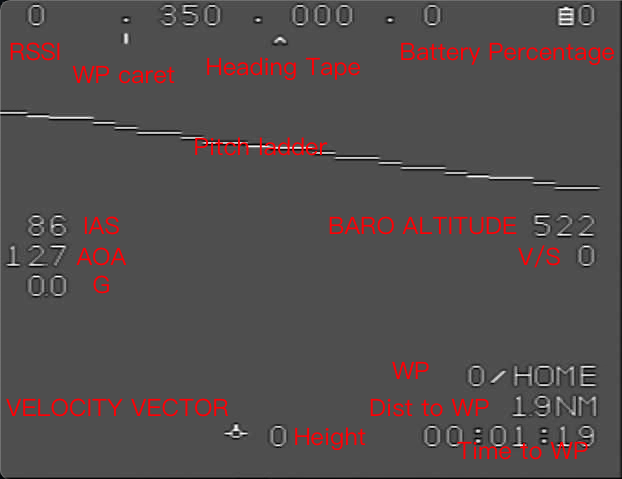 0 . 350 . 000 . 0 0
RSSI Battery Percentage
WP caret Heading Tape
Pitch ladder
86 IAS BARO ALTITUDE 522
127 AOA V/S 0
0.0 G
WP 0/HOME
VELOCITY VECTOR Dist to WP 1.9NM
0 Height 00:01:19
Time to WP